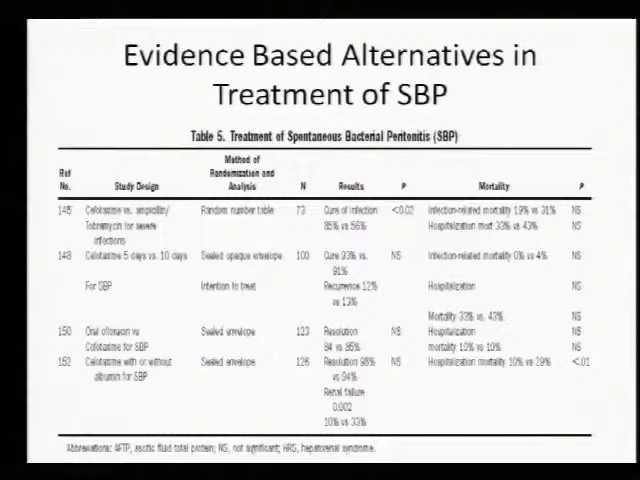 Evidence Based Alternatives in
Treatment of SBP
Table 5. Treatment of Spontaneous Bacterial Peritonitis (SBP)
Ref No. Study Design Method of Randomization and Analysis N Results P Mortality P
Cefotaxime vs. ampicillin/ Random number table 73 Cure of infection <0.02 Infection-related mortality 19% vs 31% NS
Tobramycin for severe 85% vs 56% Hospitalization mort 33% vs 43% NS
infections
148 Cefotaxime 5 days vs. 10 days Sealed opaque envelope 100 Cure 93% vs. NS Infection-related mortality 0% vs 4% NS
91%
For SBP Intention to treat Recurrence 12% Hospitalization NS
vs 13%
Mortality 33% vs. 43% NS
150 Oral ofloxacin vs Sealed envelope 123 Resolution NS Hospitalization NS
Cefotaxime for SBP 84 vs 85% mortality 19% vs 19% NS
152 Cefotaxime with or without Sealed envelope 126 Resolution 98% NS Hospitalization mortality 10% vs 29% <.01
albumin for SBP vs 94%
Renal failure
0.002
10% vs 33%
Abbreviations: AFTP, ascitic fluid total protein; NS, not significant; HRS, hepatorenal syndrome.